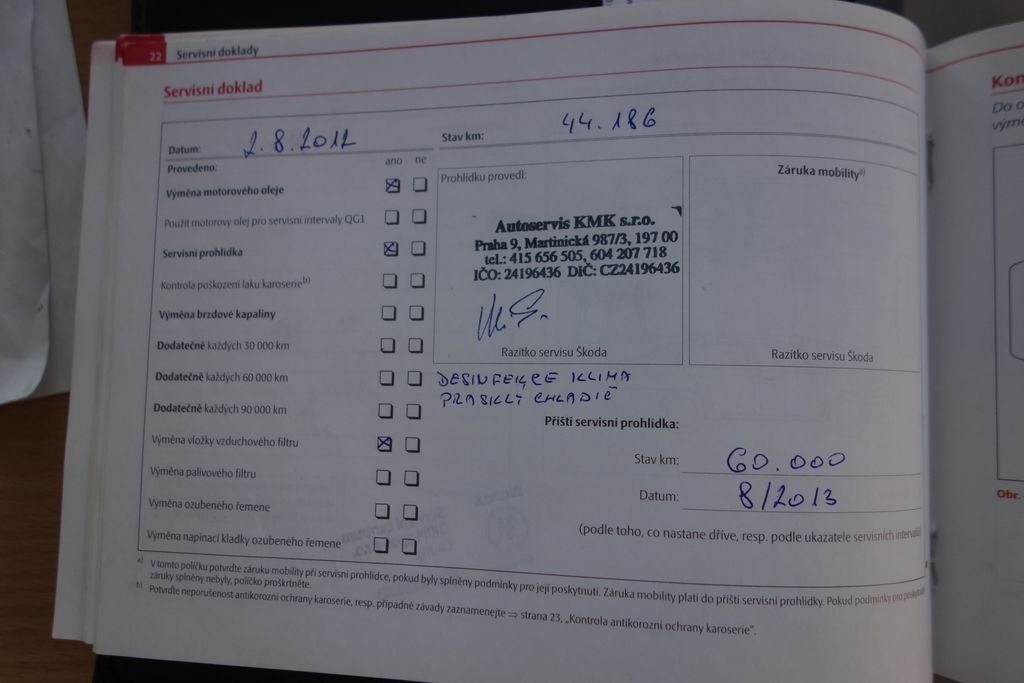 22 Servisní doklady
Servisní doklad
Datum: 2.8.2012
Stav km: 44.186
Provedeno: ano ne
Výměna motorového oleje
Použit motorový olej pro servisní intervaly QG1
Servisní prohlídka
Kontrola poškození laku karoserie b)
Výměna brzdové kapaliny
Dodatečně každých 30 000 km
Dodatečně každých 60 000 km
Dodatečně každých 90 000 km
Výměna vložky vzduchového filtru
Výměna palivového filtru
Výměna ozubeného řemene
Výměna napínací kladky ozubeného řemene
Prohlídku provedl:
Autoservis KMK s.r.o.
Praha 9, Martinická 987/3, 197 00
tel.: 415 656 505, 604 207 718
IČO: 24196436 DIČ: CZ24196436
Razítko servisu Škoda
Záruka mobility a)
Razítko servisu Škoda
DESINFEKCE KLIMA
PRASKLÝ CHLADIČ
Příští servisní prohlídka:
Stav km: 60.000
Datum: 8/2013
(podle toho, co nastane dříve, resp. podle ukazatele servisních intervalů)
a) V tomto políčku potvrďte záruku mobility při servisní prohlídce, pokud byly splněny podmínky pro její poskytnutí. Záruka mobility platí do příští servisní prohlídky. Pokud podmínky pro poskytnutí
záruky splněny nebyly, políčko proškrtněte.
b) Potvrďte neporušenost antikorozní ochrany karoserie, resp. případné závady zaznamenejte ⇒ strana 23, „Kontrola antikorozní ochrany karoserie“.
Kon
Do o
výme
Obr.